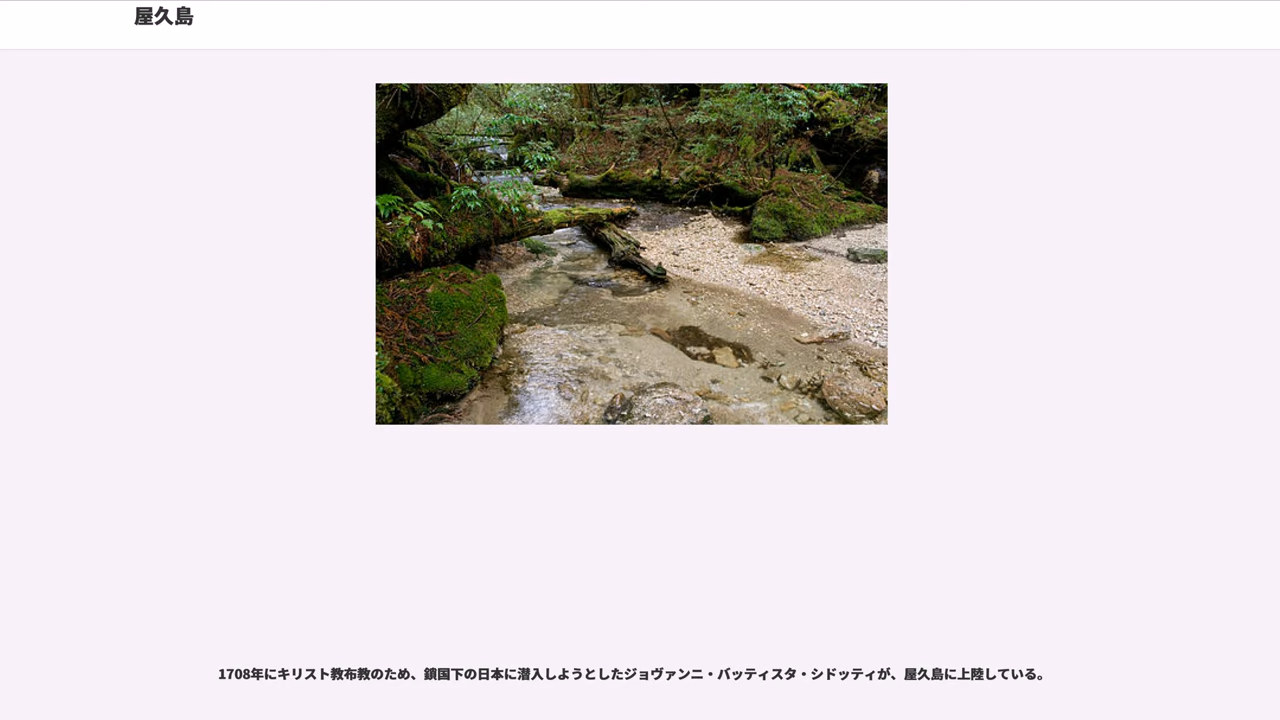 屋久島
1708年にキリスト教布教のため、鎖国下の日本に潜入しようとしたジョヴァンニ・バッティスタ・シドッティが、屋久島に上陸している。